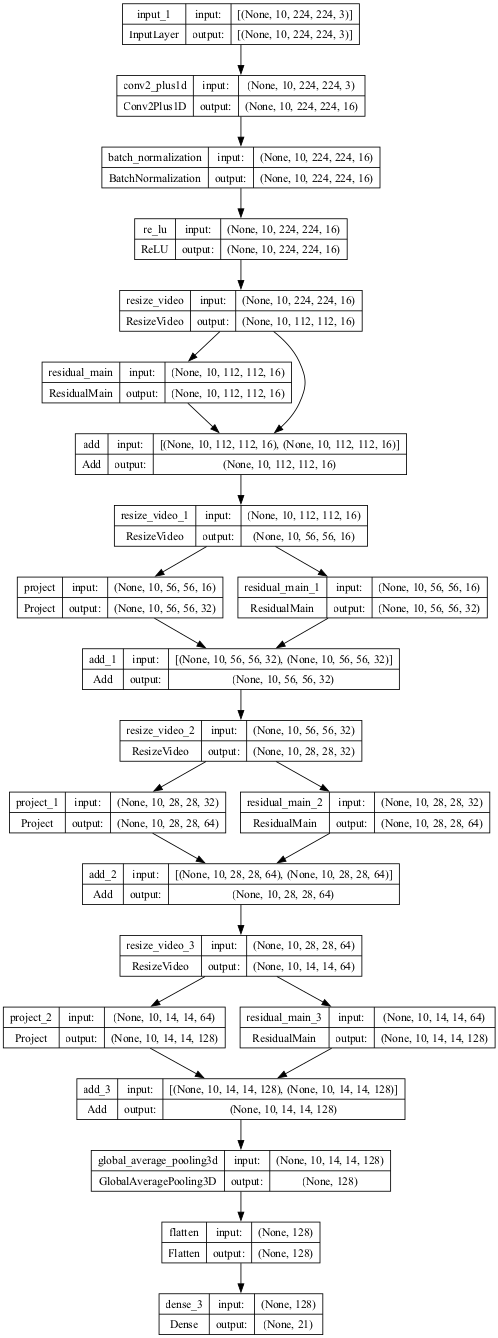 input_1 input: [(None, 10, 224, 224, 3)]
InputLayer output: [(None, 10, 224, 224, 3)]
conv2_plus1d input: (None, 10, 224, 224, 3)
Conv2Plus1D output: (None, 10, 224, 224, 16)
batch_normalization input: (None, 10, 224, 224, 16)
BatchNormalization output: (None, 10, 224, 224, 16)
re_lu input: (None, 10, 224, 224, 16)
ReLU output: (None, 10, 224, 224, 16)
resize_video input: (None, 10, 224, 224, 16)
ResizeVideo output: (None, 10, 112, 112, 16)
residual_main input: (None, 10, 112, 112, 16)
ResidualMain output: (None, 10, 112, 112, 16)
add input: [(None, 10, 112, 112, 16), (None, 10, 112, 112, 16)]
Add output: (None, 10, 112, 112, 16)
resize_video_1 input: (None, 10, 112, 112, 16)
ResizeVideo output: (None, 10, 56, 56, 16)
project input: (None, 10, 56, 56, 16)
Project output: (None, 10, 56, 56, 32)
residual_main_1 input: (None, 10, 56, 56, 16)
ResidualMain output: (None, 10, 56, 56, 32)
add_1 input: [(None, 10, 56, 56, 32), (None, 10, 56, 56, 32)]
Add output: (None, 10, 56, 56, 32)
resize_video_2 input: (None, 10, 56, 56, 32)
ResizeVideo output: (None, 10, 28, 28, 32)
project_1 input: (None, 10, 28, 28, 32)
Project output: (None, 10, 28, 28, 64)
residual_main_2 input: (None, 10, 28, 28, 32)
ResidualMain output: (None, 10, 28, 28, 64)
add_2 input: [(None, 10, 28, 28, 64), (None, 10, 28, 28, 64)]
Add output: (None, 10, 28, 28, 64)
resize_video_3 input: (None, 10, 28, 28, 64)
ResizeVideo output: (None, 10, 14, 14, 64)
project_2 input: (None, 10, 14, 14, 64)
Project output: (None, 10, 14, 14, 128)
residual_main_3 input: (None, 10, 14, 14, 64)
ResidualMain output: (None, 10, 14, 14, 128)
add_3 input: [(None, 10, 14, 14, 128), (None, 10, 14, 14, 128)]
Add output: (None, 10, 14, 14, 128)
global_average_pooling3d input: (None, 10, 14, 14, 128)
GlobalAveragePooling3D output: (None, 128)
flatten input: (None, 128)
Flatten output: (None, 128)
dense_3 input: (None, 128)
Dense output: (None, 21)